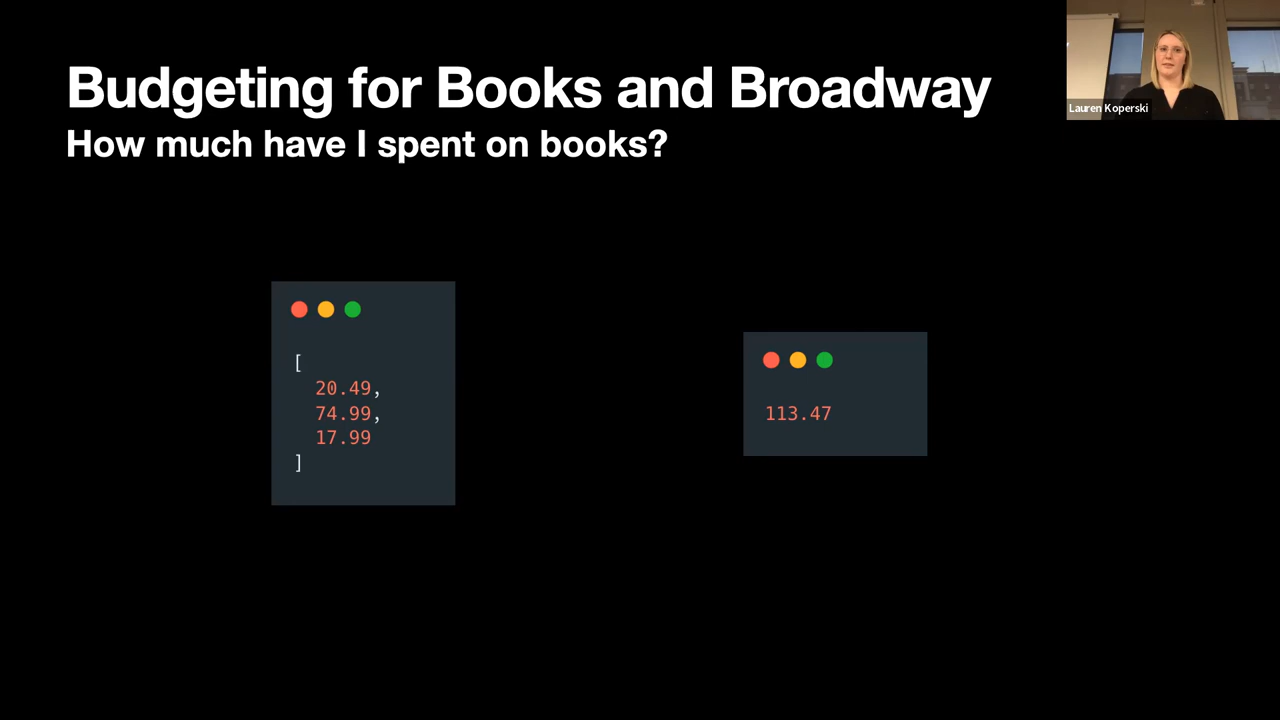 Budgeting for Books and Broadway
How much have I spent on books?
Lauren Koperski
[
20.49,
74.99,
17.99
]
113.47